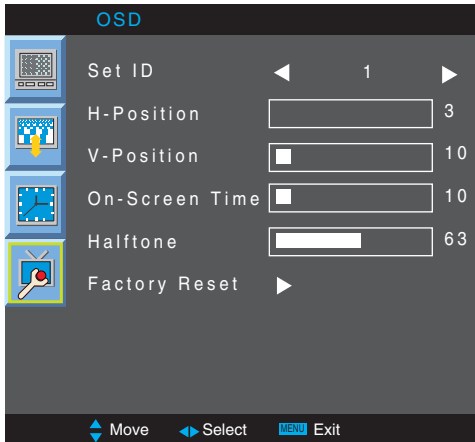 OSD
Set ID 1
H-Position 3
V-Position 10
On-Screen Time 10
Halftone 63
Factory Reset
Move Select MENU Exit